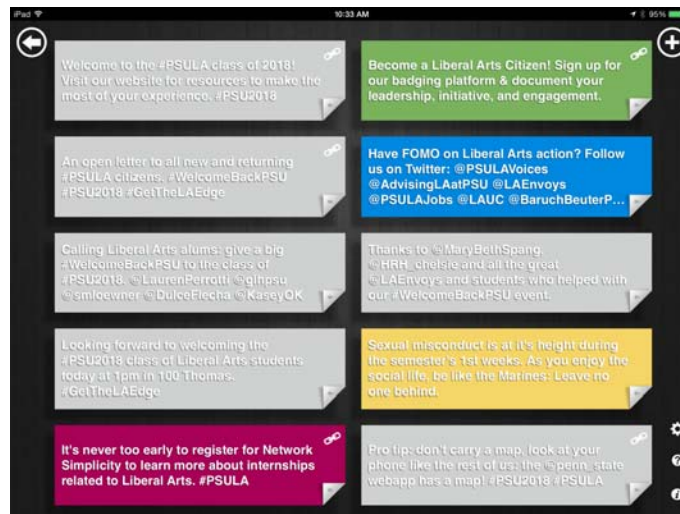 iPad
10:33 AM
95%
Welcome to the #PSULA class of 2018!
Visit our website for resources to make the
most of your experience. #PSU2018
Become a Liberal Arts Citizen! Sign up for
our badging platform & document your
leadership, initiative, and engagement.
An open letter to all new and returning
#PSULA citizens. #WelcomeBackPSU
#PSU2018 #GetTheLAEdge
Have FOMO on Liberal Arts action? Follow
us on Twitter: @PSULAVoices
@AdvisingLAatPSU @LAEnvoys
@PSULAJobs @LAUC @BaruchBeuterP...
Calling Liberal Arts alums: give a big
#WelcomeBackPSU to the class of
#PSU2018. @LaurenPerrotti @glhpsu
@smloewner @DulceFlecha @KaseyOK
Thanks to @MaryBethSpang,
@HRH_chelsie and all the great
@LAEnvoys and students who helped with
our #WelcomeBackPSU event.
Looking forward to welcoming the
#PSU2018 class of Liberal Arts students
today at 1pm in 100 Thomas.
#GetTheLAEdge
Sexual misconduct is at it's height during
the semester's 1st weeks. As you enjoy the
social life, be like the Marines: Leave no
one behind.
It's never too early to register for Network
Simplicity to learn more about internships
related to Liberal Arts. #PSULA
Pro tip: don't carry a map, look at your
phone like the rest of us: the @penn_state
webapp has a map! #PSU2018 #PSULA